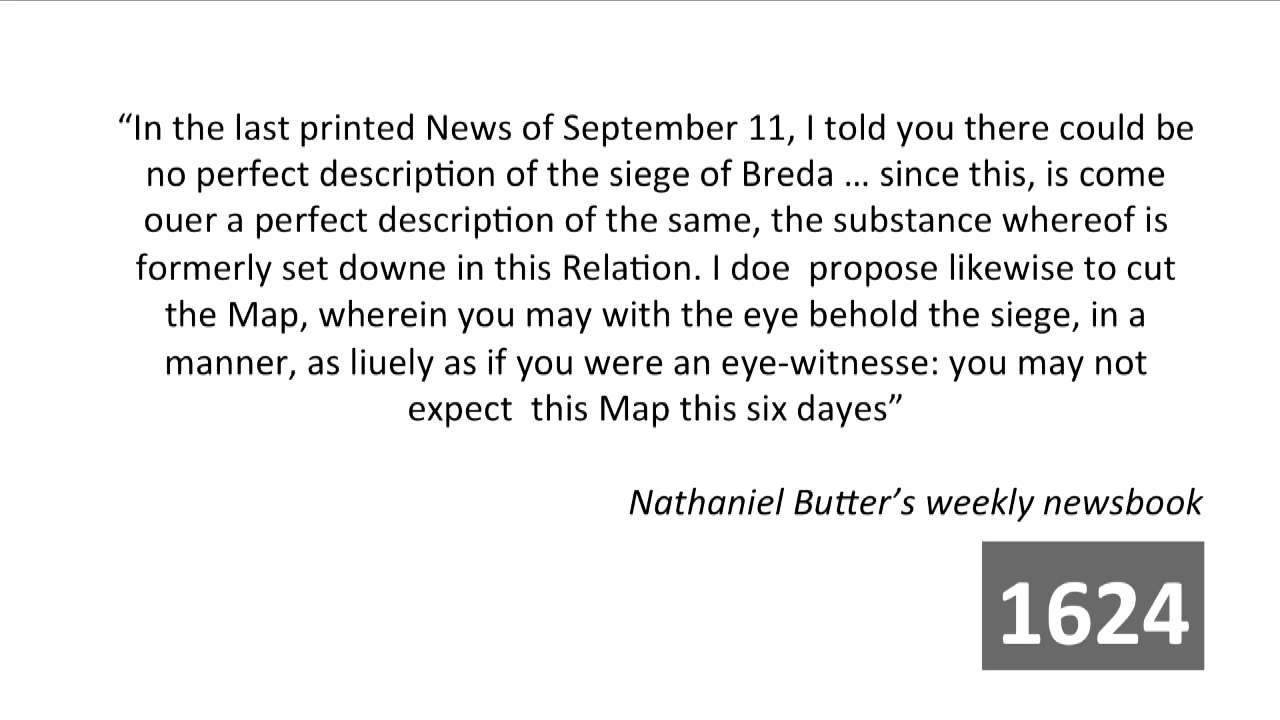 “In the last printed News of September 11, I told you there could be
no perfect description of the siege of Breda ... since this, is come
ouer a perfect description of the same, the substance whereof is
formerly set downe in this Relation. I doe  propose likewise to cut
the Map, wherein you may with the eye behold the siege, in a
manner, as liuely as if you were an eye-witnesse: you may not
expect  this Map this six dayes”
Nathaniel Butter’s weekly newsbook
1624